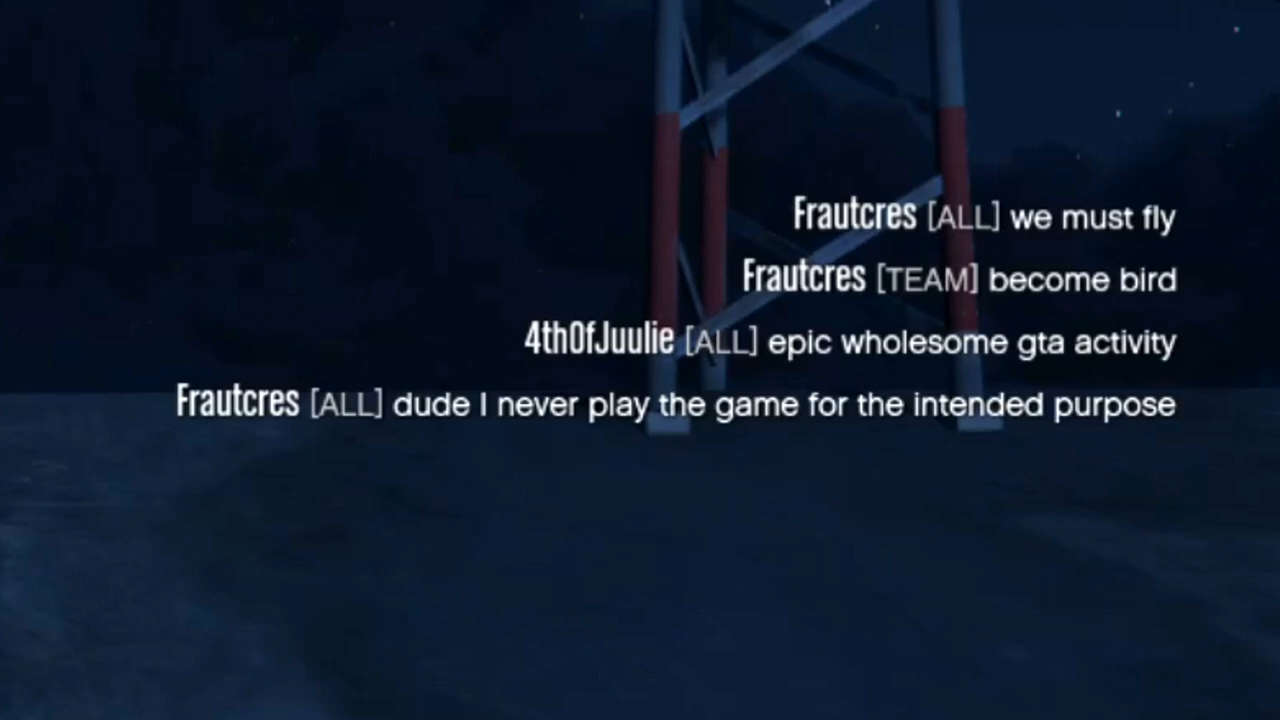 Frautcres [ALL] we must fly
Frautcres [TEAM] become bird
4thOfJuulie [ALL] epic wholesome gta activity
Frautcres [ALL] dude I never play the game for the intended purpose